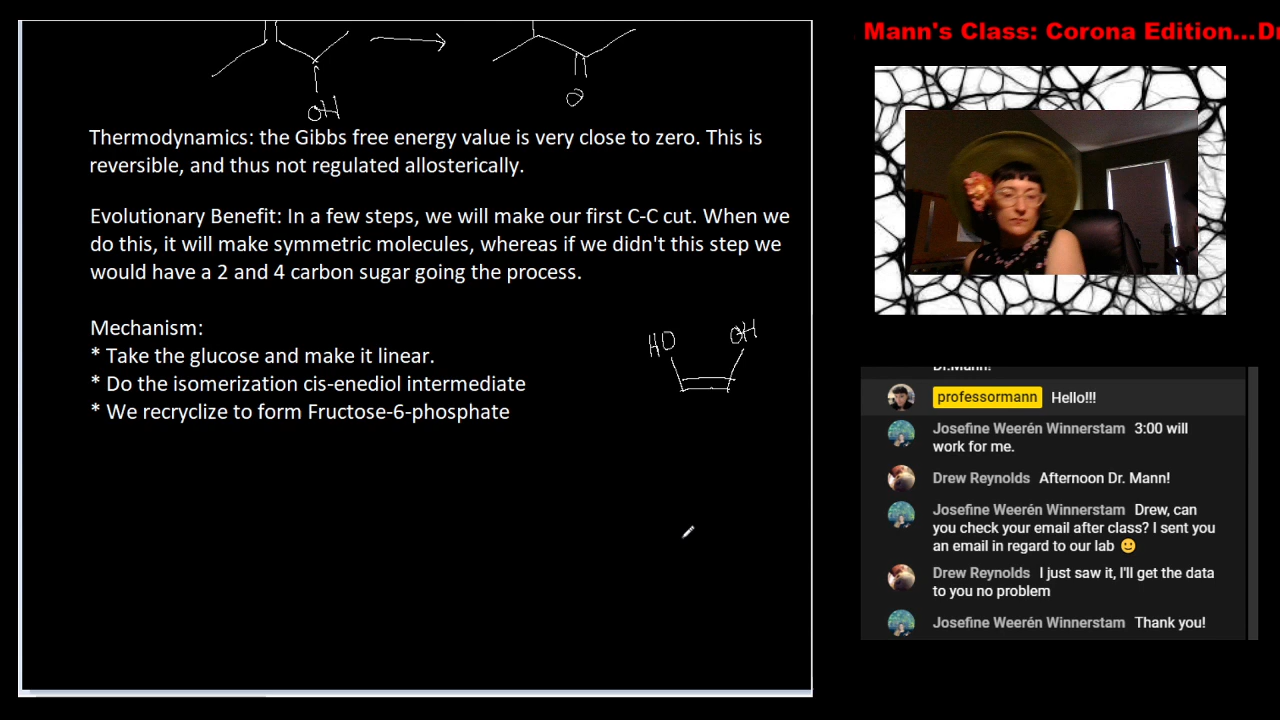 Mann's Class: Corona Edition...D
OH
O
Thermodynamics: the Gibbs free energy value is very close to zero. This is
reversible, and thus not regulated allosterically.
Evolutionary Benefit: In a few steps, we will make our first C-C cut. When we
do this, it will make symmetric molecules, whereas if we didn't this step we
would have a 2 and 4 carbon sugar going the process.
Mechanism:
* Take the glucose and make it linear.
* Do the isomerization cis-enediol intermediate
* We recryclize to form Fructose-6-phosphate
HO OH
Dr.Mann!
professormann Hello!!!
Josefine Weerén Winnerstam 3:00 will
work for me.
Drew Reynolds Afternoon Dr. Mann!
Josefine Weerén Winnerstam Drew, can
you check your email after class? I sent you
an email in regard to our lab 🙂
Drew Reynolds I just saw it, I'll get the data
to you no problem
Josefine Weerén Winnerstam Thank you!